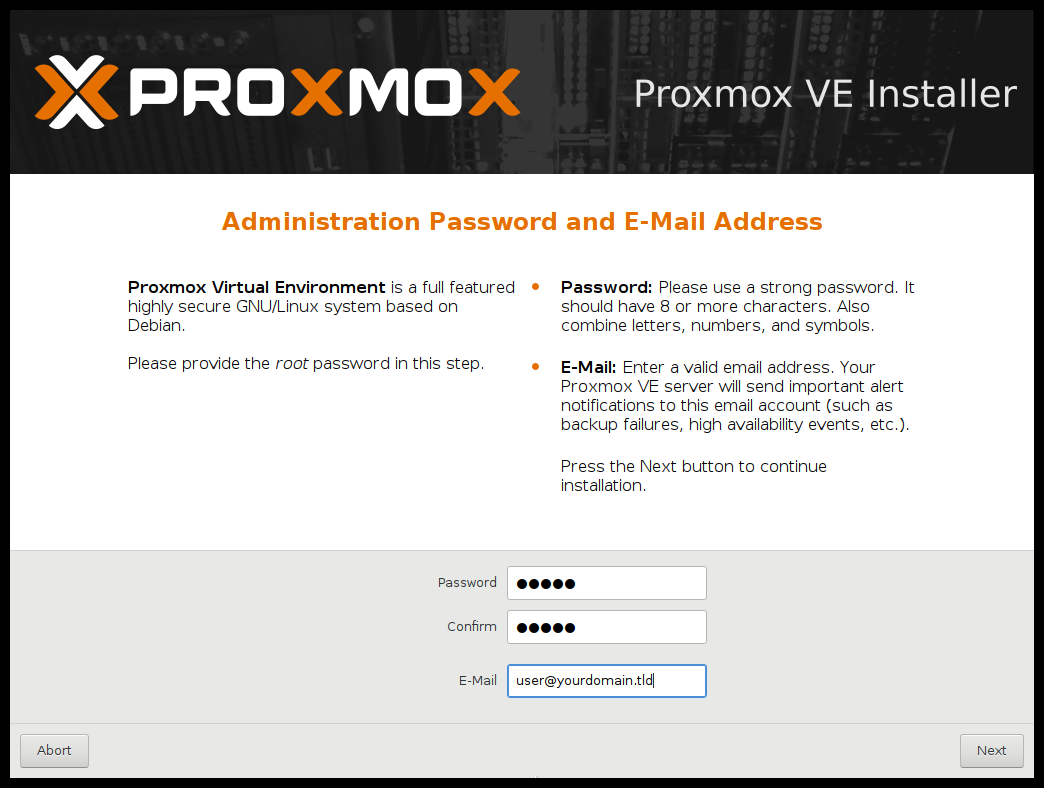 PROXMOX
Proxmox VE Installer
Administration Password and E-Mail Address
Proxmox Virtual Environment is a full featured
highly secure GNU/Linux system based on
Debian.
Please provide the root password in this step.
Password: Please use a strong password. It
should have 8 or more characters. Also
combine letters, numbers, and symbols.
E-Mail: Enter a valid email address. Your
Proxmox VE server will send important alert
notifications to this email account (such as
backup failures, high availability events, etc.).
Press the Next button to continue
installation.
Password ●●●●●
Confirm ●●●●●
E-Mail user@yourdomain.tld
Abort
Next